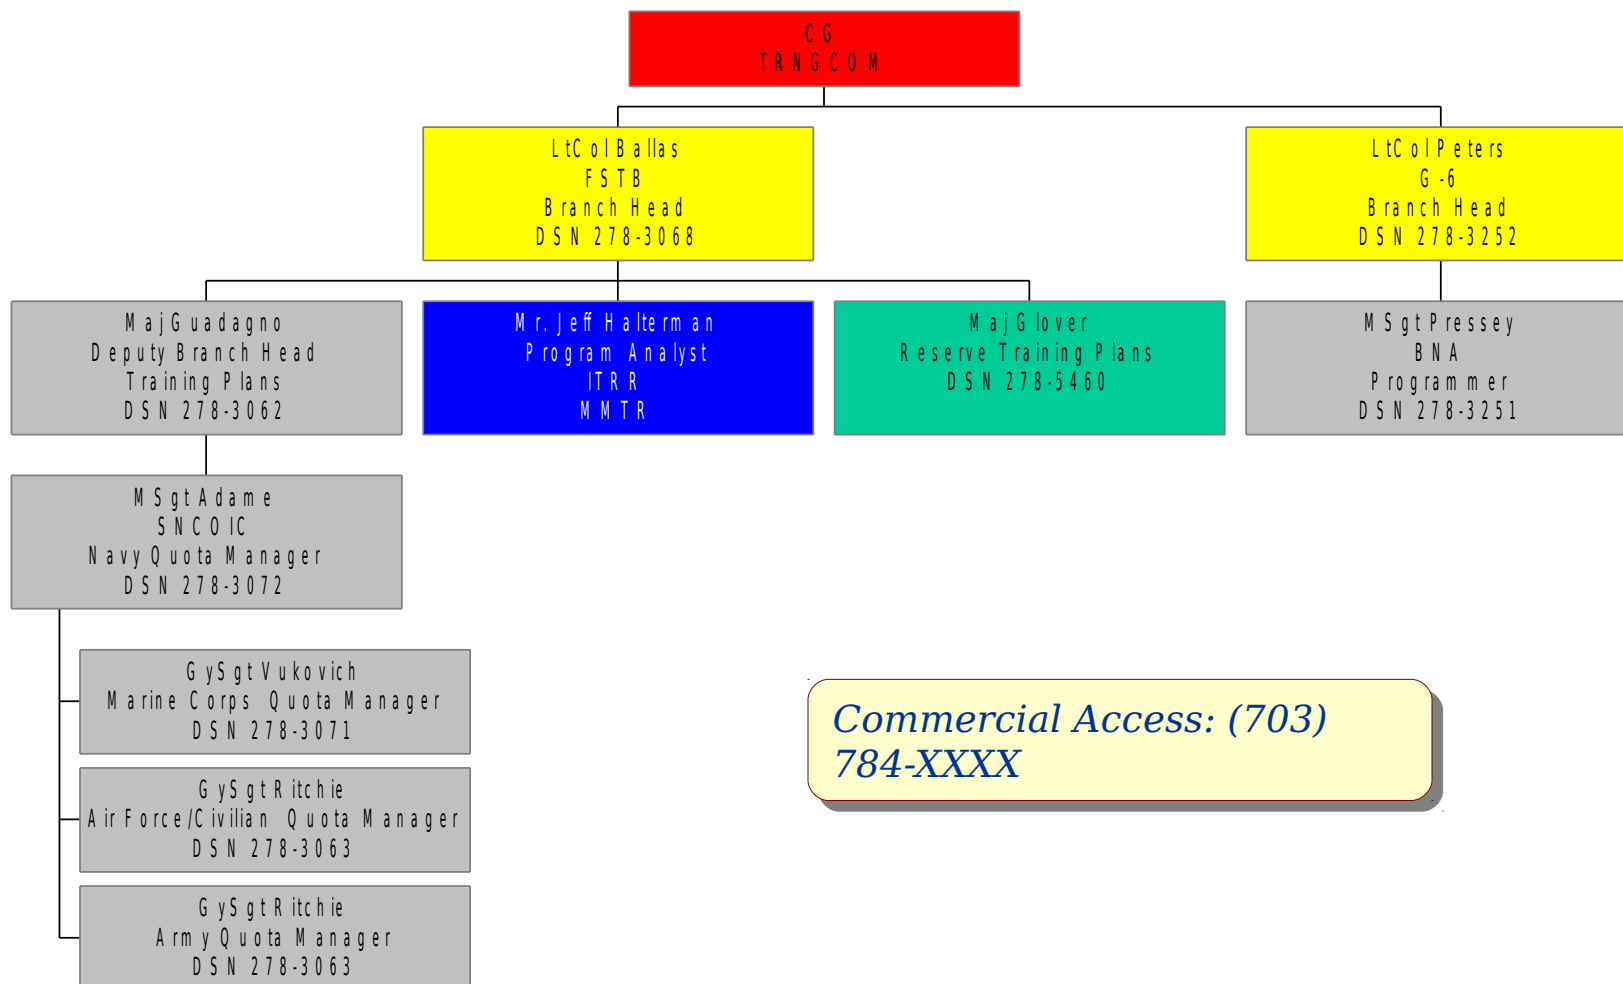 CG
TRNGCOM
LtCol Ballas
FSTB
Branch Head
DSN 278-3068
LtCol Peters
G-6
Branch Head
DSN 278-3252
Maj Guadagno
Deputy Branch Head
Training Plans
DSN 278-3062
Mr. Jeff Halterman
Program Analyst
ITRR
MMTR
Maj Glover
Reserve Training Plans
DSN 278-5460
MSgt Pressey
BNA
Programmer
DSN 278-3251
MSgt Adame
SNCOIC
Navy Quota Manager
DSN 278-3072
GySgt Vukovich
Marine Corps Quota Manager
DSN 278-3071
GySgt Ritchie
Air Force/Civilian Quota Manager
DSN 278-3063
GySgt Ritchie
Army Quota Manager
DSN 278-3063
Commercial Access: (703)
784-XXXX